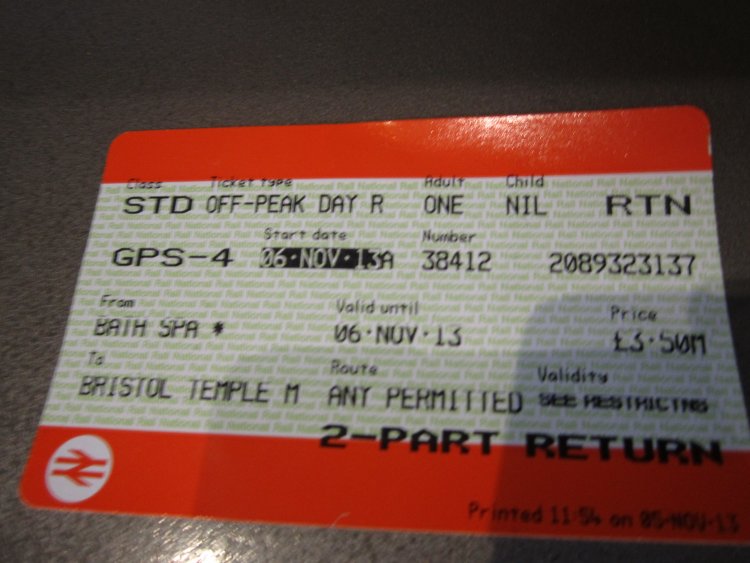 Class Ticket type Adult Child
STD OFF-PEAK DAY R ONE NIL RTN
Start date Number
GPS-4 06·NOV·13A 38412 2089323137
From Valid until Price
BATH SPA * 06·NOV·13 £3·50M
To Route Validity
BRISTOL TEMPLE M ANY PERMITTED SEE RESTRICTNS
2-PART RETURN
Printed 11:54 on 05-NOV-13